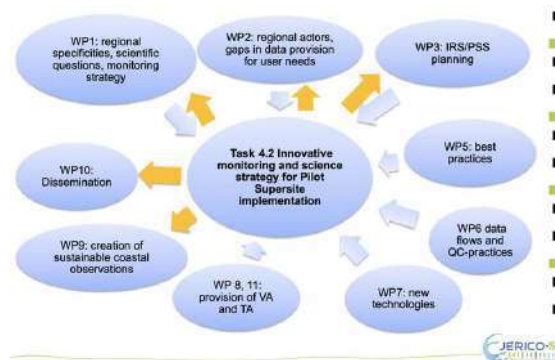 WP1: regional
specificities, scientific
questions, monitoring
strategy
WP2: regional actors,
gaps in data provision
for user needs
WP3: IRS/PSS
planning
Task 4.2 Innovative
monitoring and science
strategy for Pilot
Supersite
implementation
WP5: best
practices
WP10:
Dissemination
WP6 data
flows and
QC-practices
WP9: creation of
sustainable coastal
observations
WP 8, 11:
provision of VA
and TA
WP7: new
technologies
JERICO-S